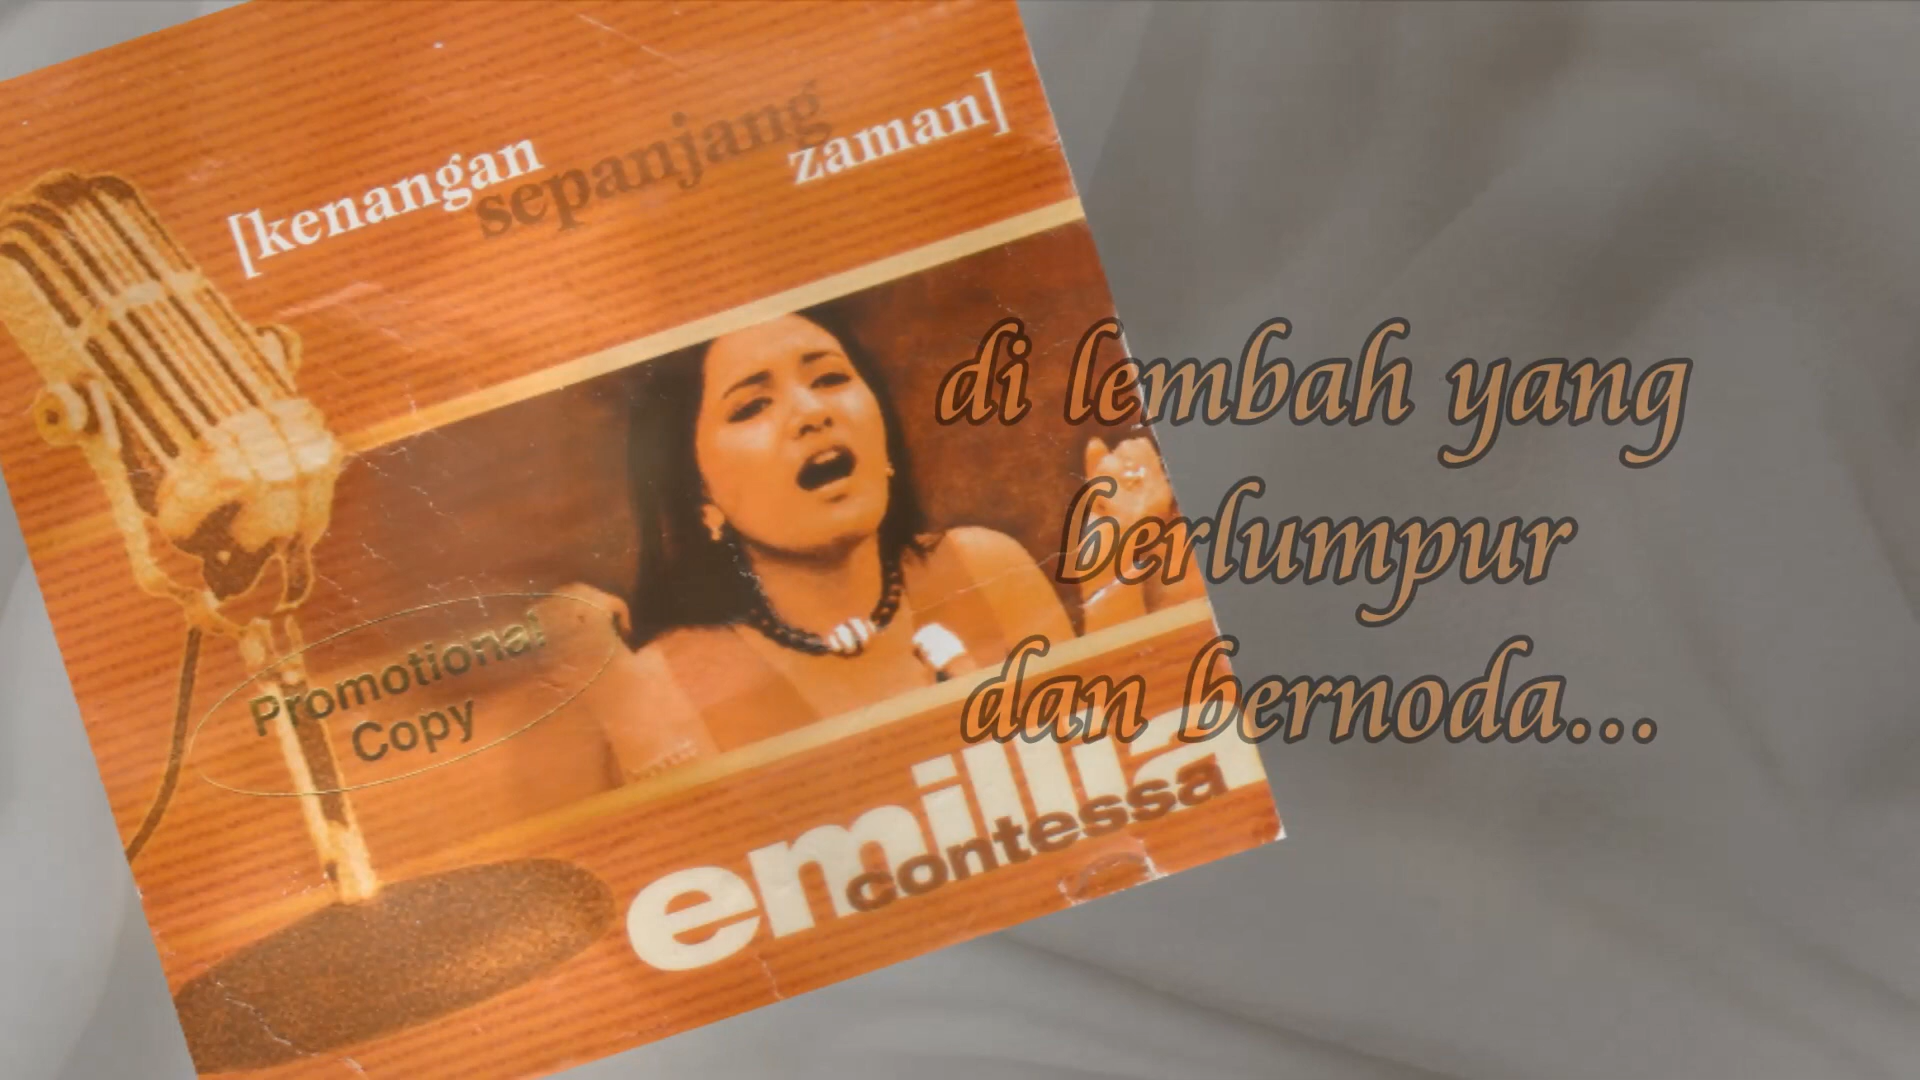 [kenangan
sepanjang
zaman]
di lembah yang
berlumpur
dan bernoda...
Promotional
Copy
emillia
contessa